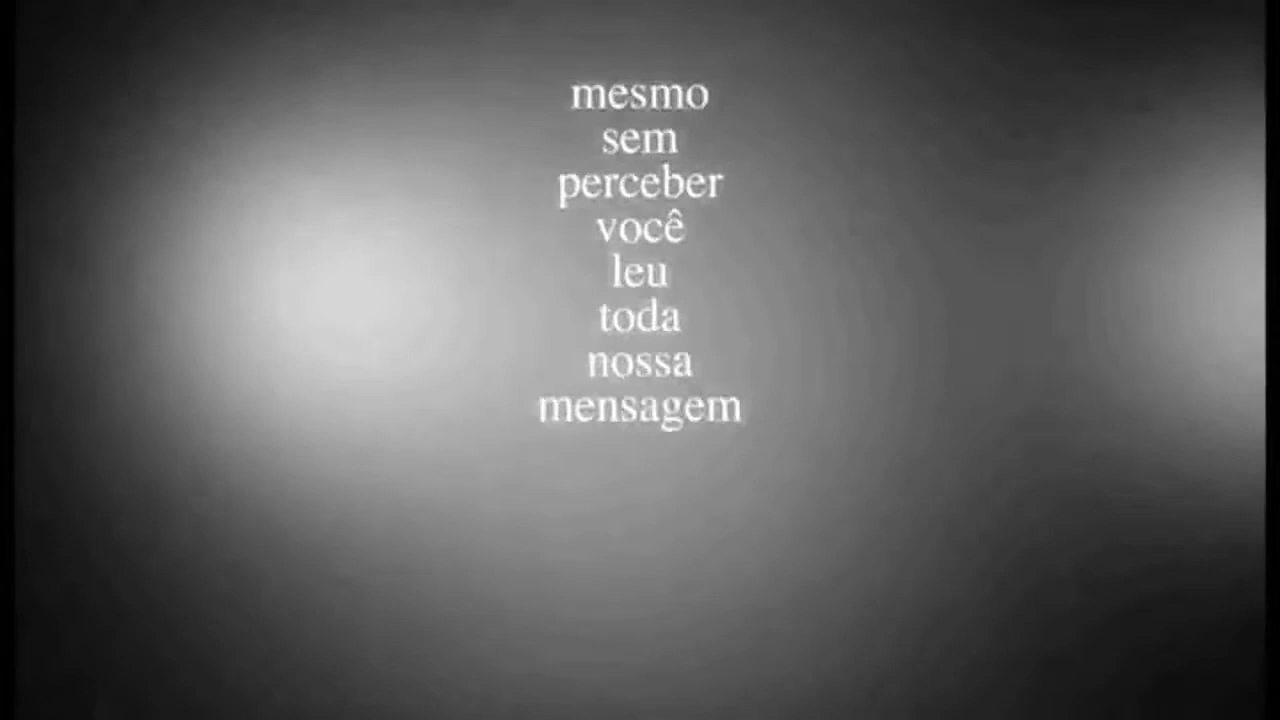 mesmo
sem
perceber
você
leu
toda
nossa
mensagem